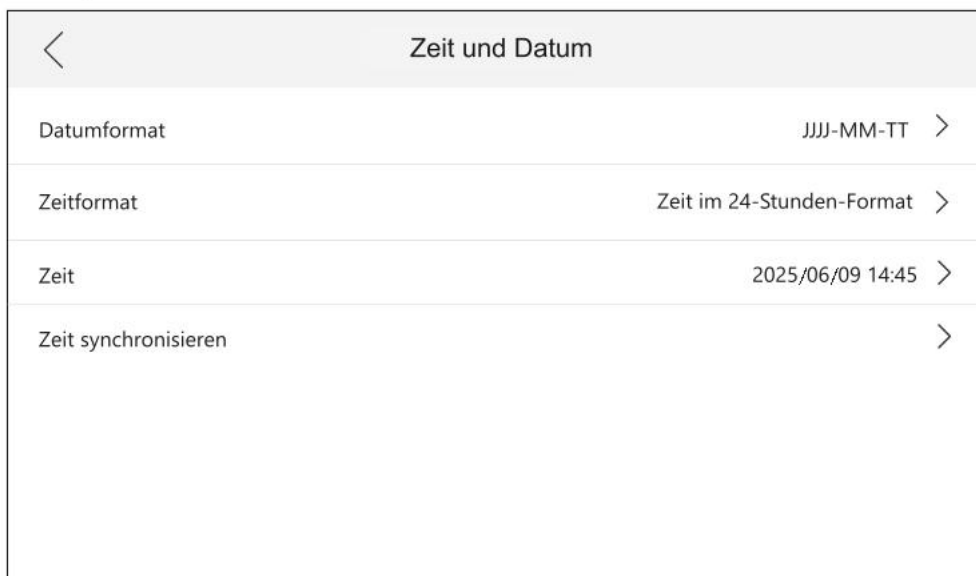 Zeit und Datum
Datumformat JJJJ-MM-TT
Zeitformat Zeit im 24-Stunden-Format
Zeit 2025/06/09 14:45
Zeit synchronisieren